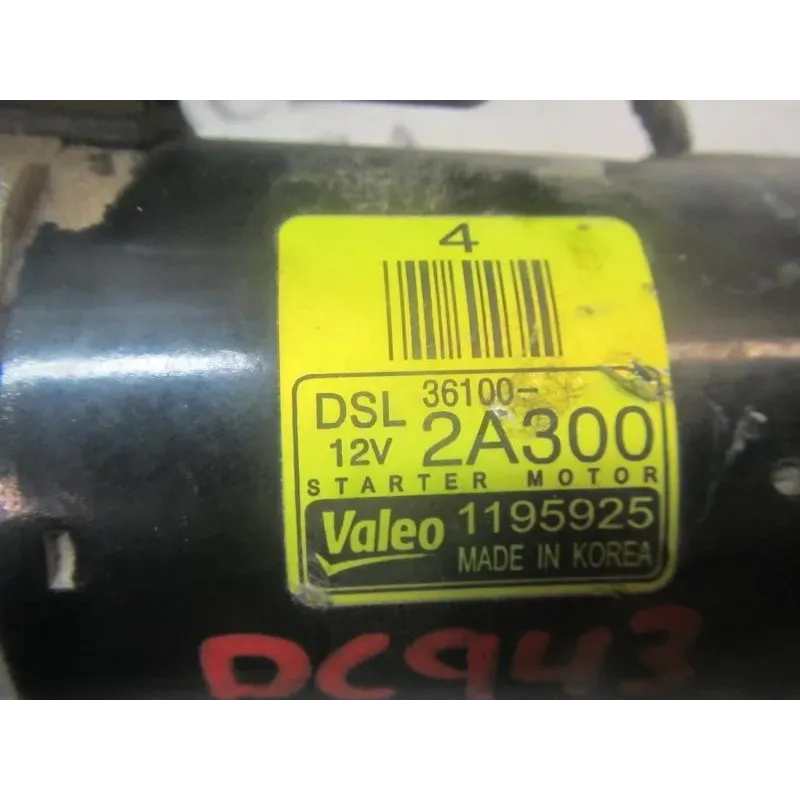 4
DSL 36100-
12V 2A300
STARTER MOTOR
Valeo 1195925
MADE IN KOREA
DC943